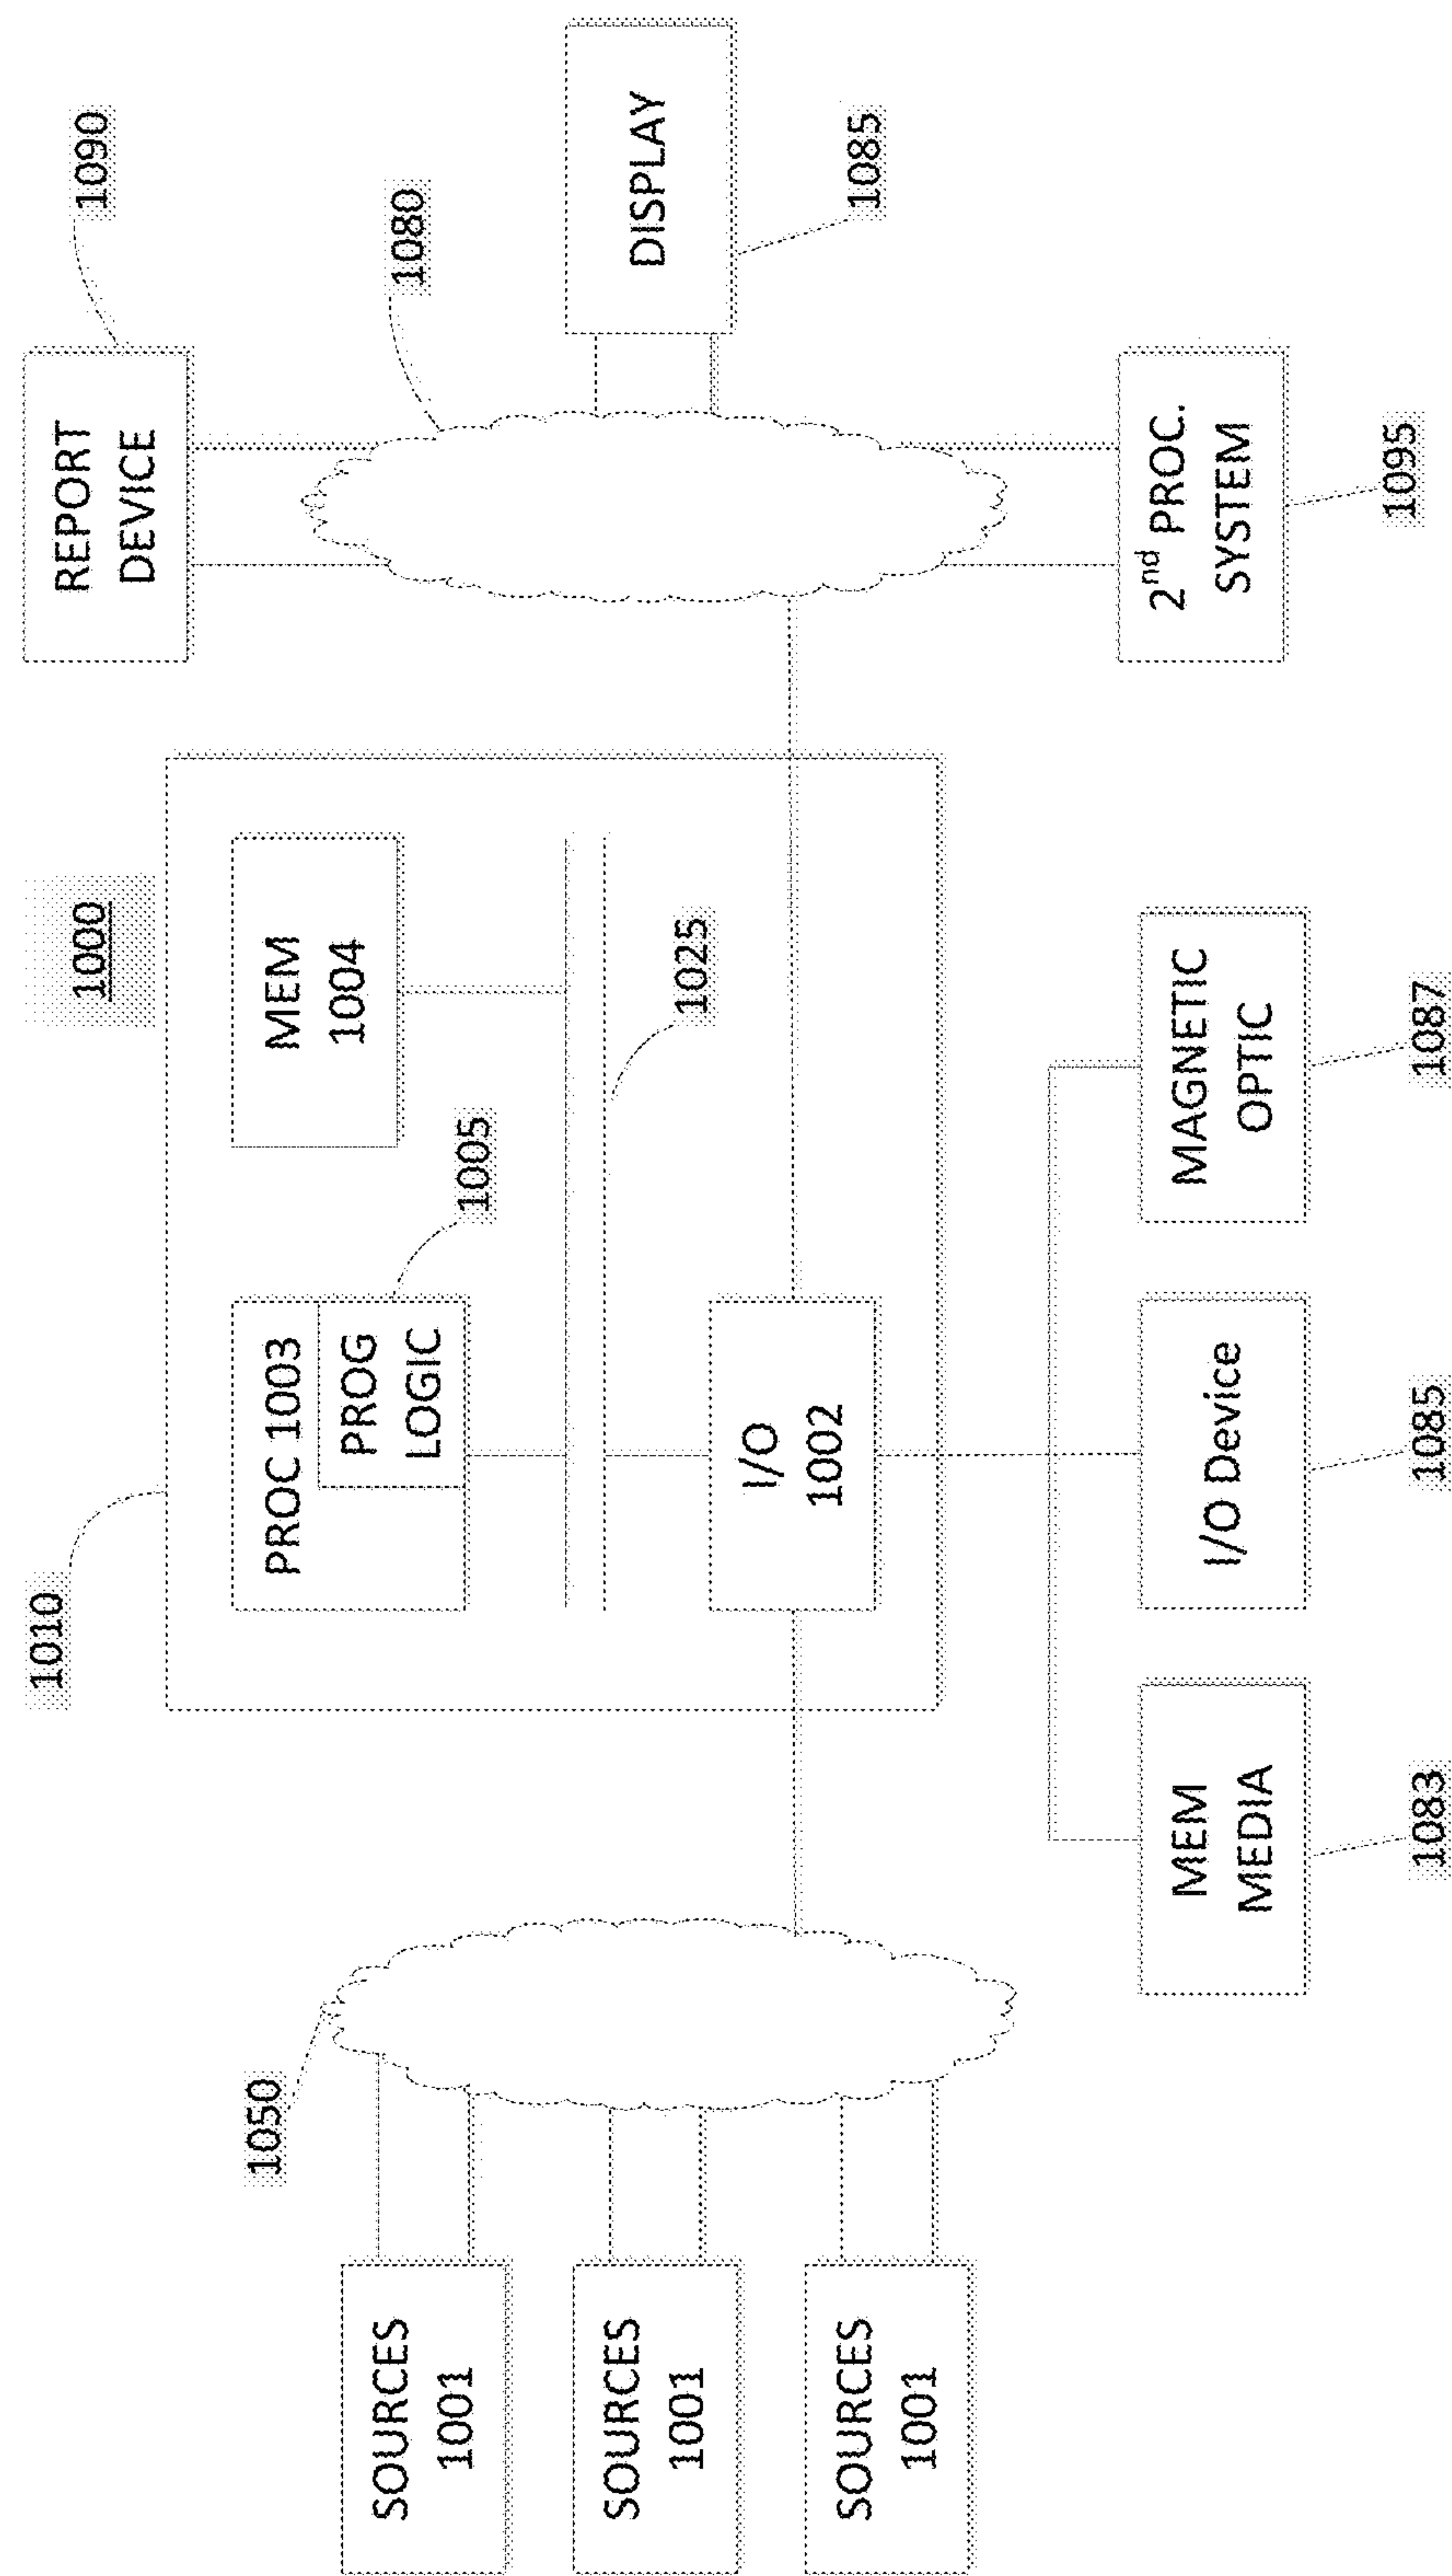 1000
1010
1090
REPORT
DEVICE
1050
1080
SOURCES
1001
SOURCES
1001
SOURCES
1001
PROC 1003
PROG
LOGIC
1005
MEM
1004
1025
I/O
1002
DISPLAY
1085
MEM
MEDIA
1083
I/O Device
1085
MAGNETIC
OPTIC
1087
2nd PROC.
SYSTEM
1095